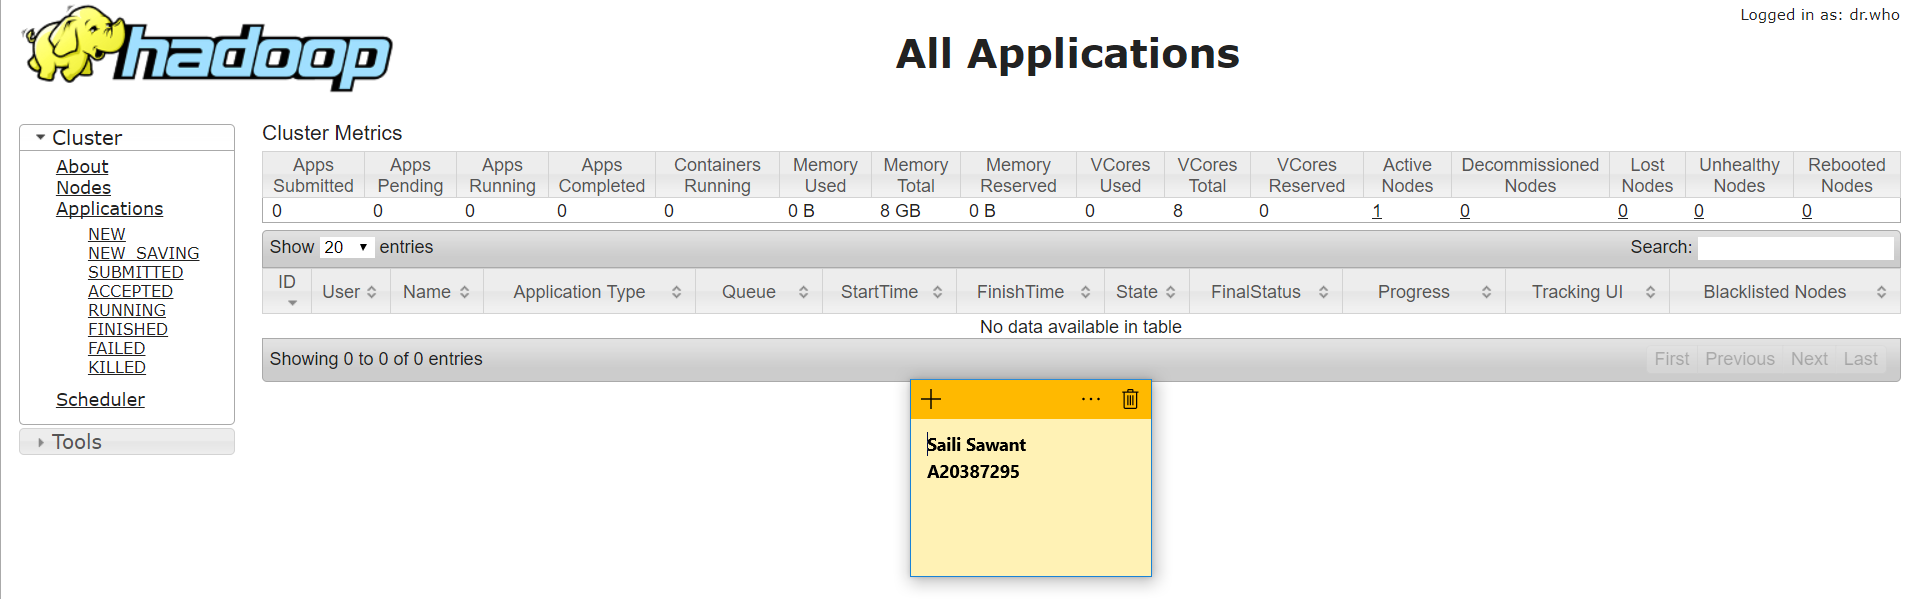 Logged in as: dr.who
hadoop
All Applications
Cluster
About
Nodes
Applications
NEW
NEW_SAVING
SUBMITTED
ACCEPTED
RUNNING
FINISHED
FAILED
KILLED
Scheduler
Tools
Cluster Metrics
Apps Submitted Apps Pending Apps Running Apps Completed Containers Running Memory Used Memory Total Memory Reserved VCores Used VCores Total VCores Reserved Active Nodes Decommissioned Nodes Lost Nodes Unhealthy Nodes Rebooted Nodes
0 0 0 0 0 0 B 8 GB 0 B 0 8 0 1 0 0 0 0
Show 20 entries Search:
ID User Name Application Type Queue StartTime FinishTime State FinalStatus Progress Tracking UI Blacklisted Nodes
No data available in table
Showing 0 to 0 of 0 entries First Previous Next Last
Saili Sawant
A20387295